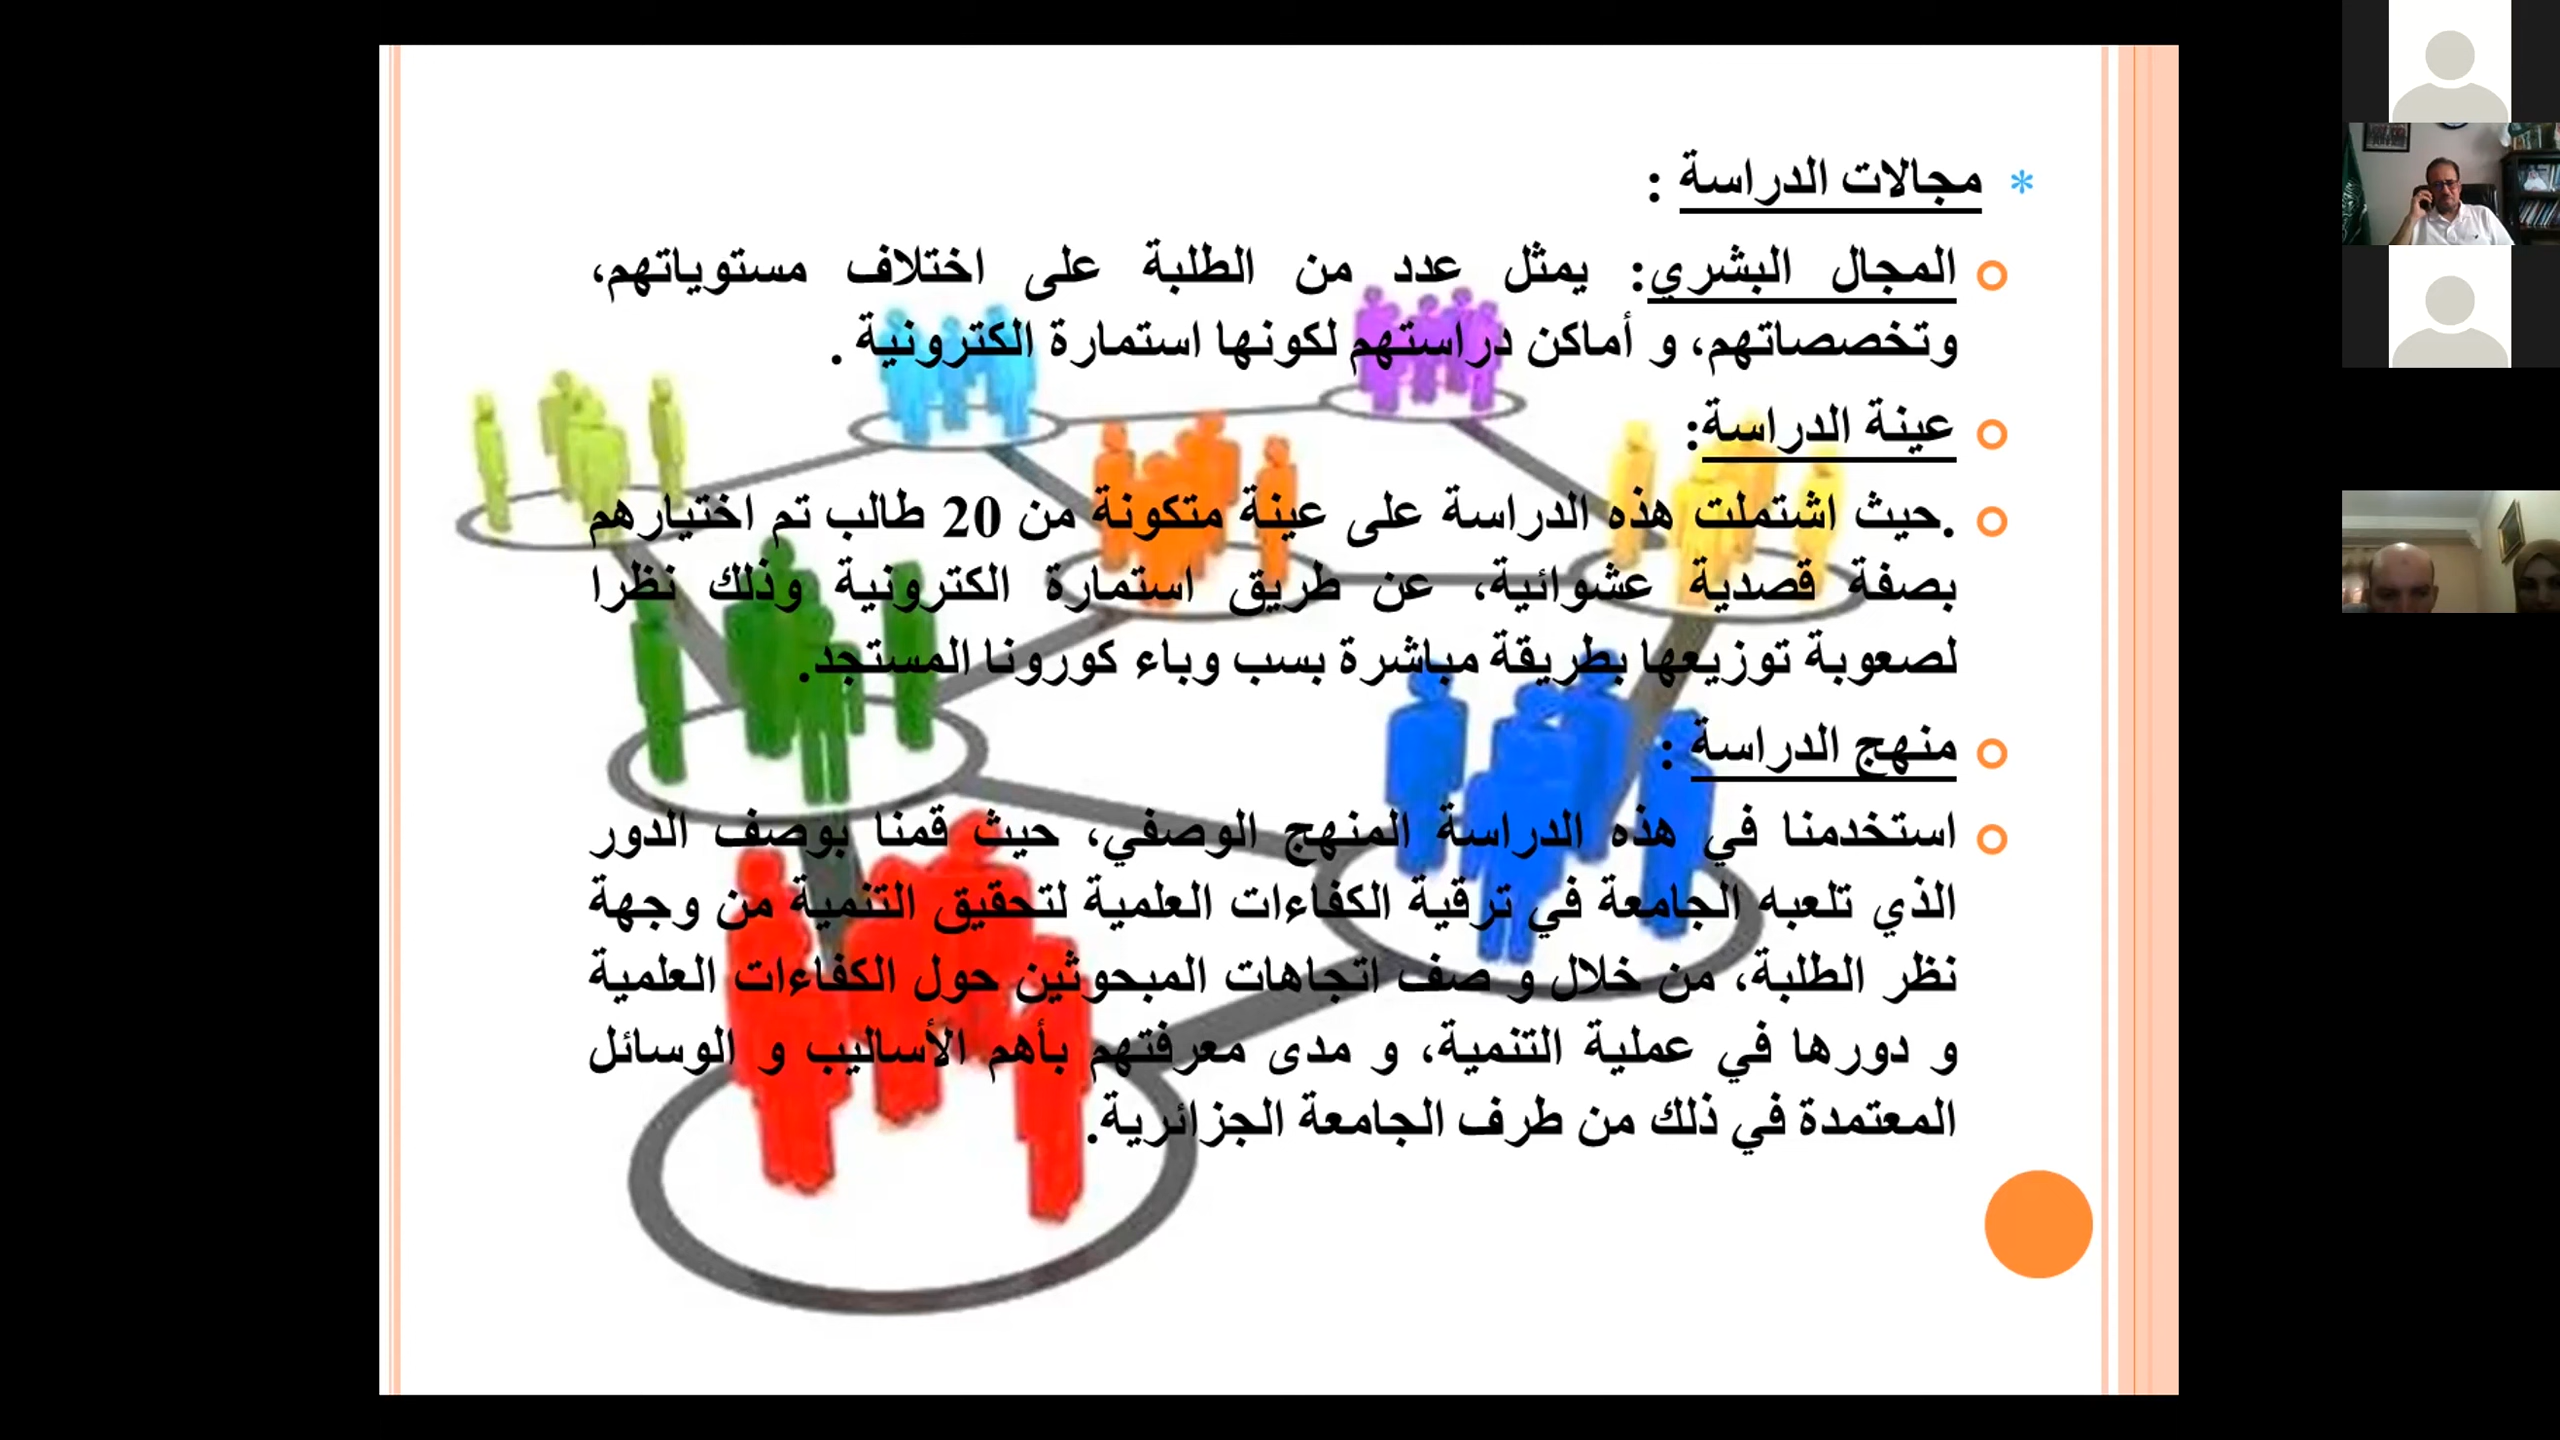 * مجالات الدراسة :
المجال البشري: يمثل عدد من الطلبة على اختلاف مستوياتهم،
وتخصصاتهم، و أماكن دراستهم لكونها استمارة الكترونية .
عينة الدراسة:
.حيث اشتملت هذه الدراسة على عينة متكونة من 20 طالب تم اختيارهم
بصفة قصدية عشوائية، عن طريق استمارة الكترونية وذلك نظرا
لصعوبة توزيعها بطريقة مباشرة بسب وباء كورونا المستجد.
منهج الدراسة :
استخدمنا في هذه الدراسة المنهج الوصفي، حيث قمنا بوصف الدور
الذي تلعبه الجامعة في ترقية الكفاءات العلمية لتحقيق التنمية من وجهة
نظر الطلبة، من خلال و صف اتجاهات المبحوثين حول الكفاءات العلمية
و دورها في عملية التنمية، و مدى معرفتهم بأهم الأساليب و الوسائل
المعتمدة في ذلك من طرف الجامعة الجزائرية.